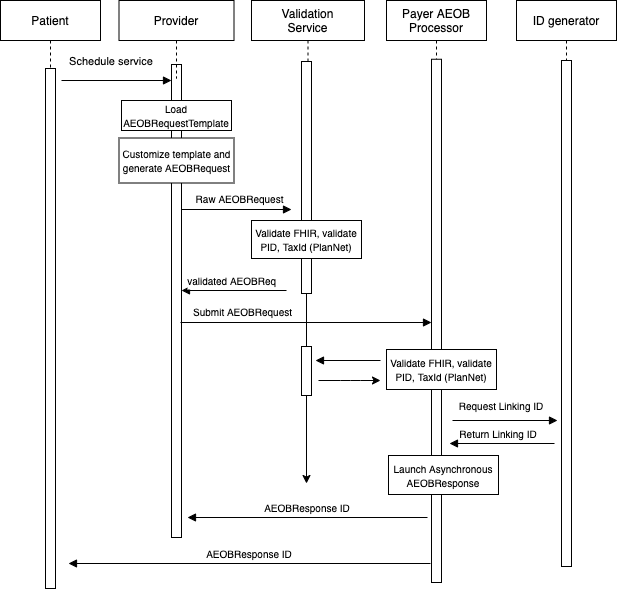 Patient
Provider
Validation
Service
Payer AEOB
Processor
ID generator
Schedule service
Load
AEOBRequestTemplate
Customize template and
generate AEOBRequest
Raw AEOBRequest
Validate FHIR, validate
PID, TaxId (PlanNet)
validated AEOBReq
Submit AEOBRequest
Validate FHIR, validate
PID, TaxId (PlanNet)
Request Linking ID
Return Linking ID
Launch Asynchronous
AEOBResponse
AEOBResponse ID
AEOBResponse ID